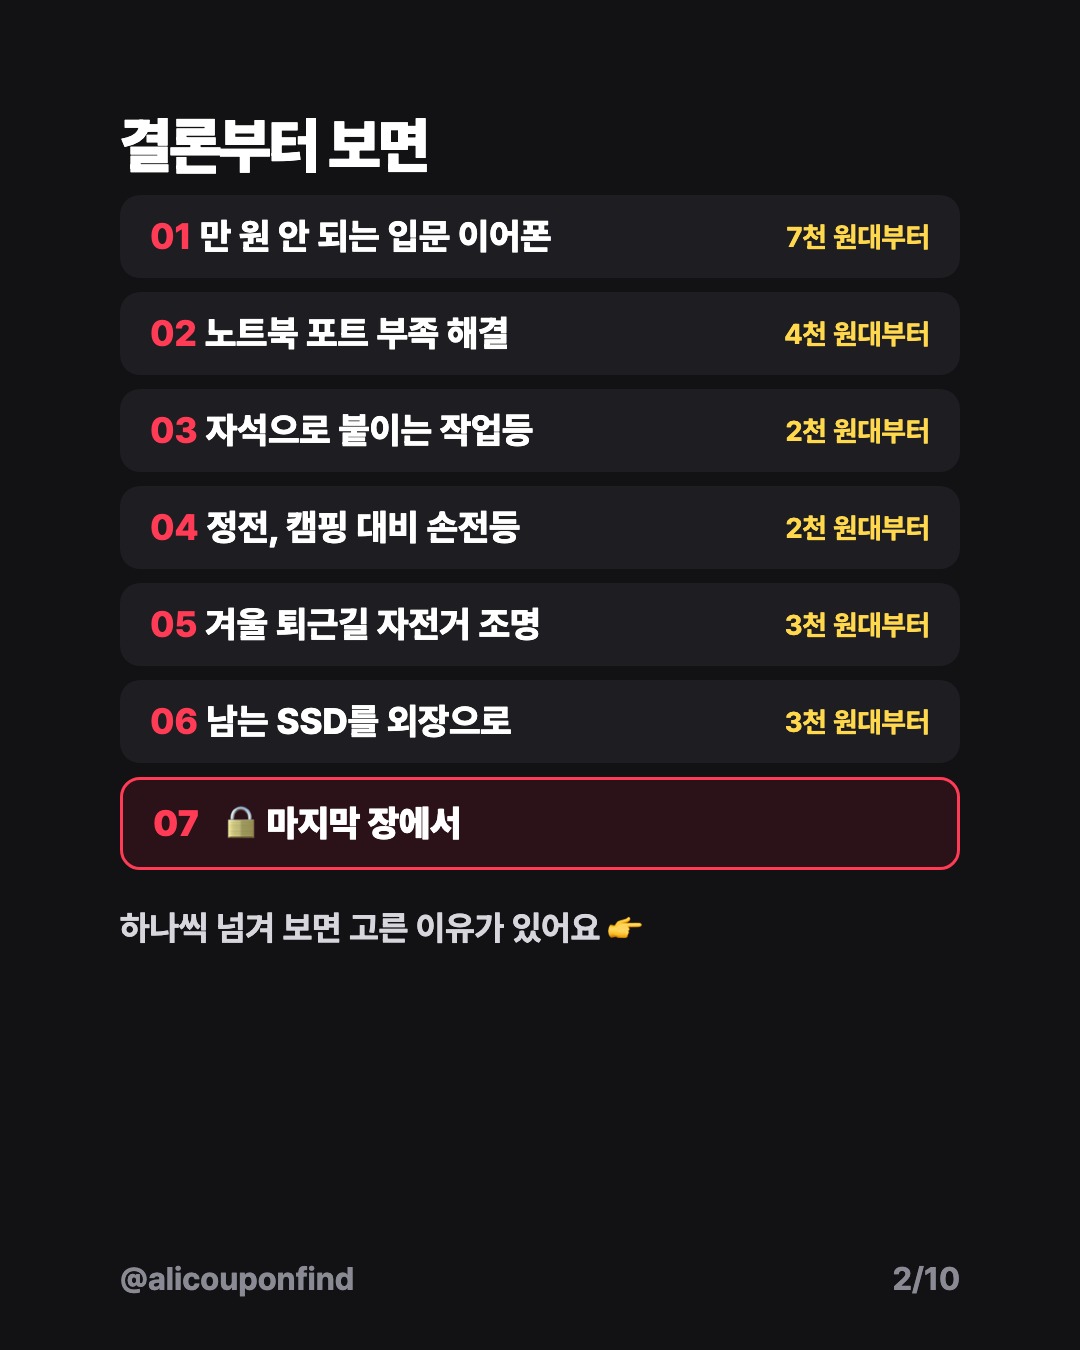 결론부터 보면
01 만 원 안 되는 입문 이어폰 7천 원대부터
02 노트북 포트 부족 해결 4천 원대부터
03 자석으로 붙이는 작업등 2천 원대부터
04 정전, 캠핑 대비 손전등 2천 원대부터
05 겨울 퇴근길 자전거 조명 3천 원대부터
06 남는 SSD를 외장으로 3천 원대부터
07 🔒 마지막 장에서
하나씩 넘겨 보면 고른 이유가 있어요 👉
@alicouponfind 2/10